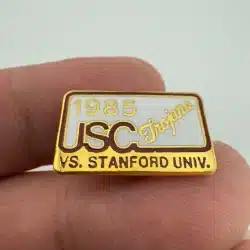 1985
USC Trojans
VS. STANFORD UNIV.